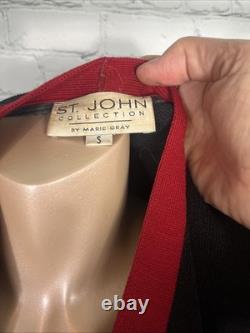 ST. JOHN
COLLECTION
BY MARIE GRAY
S